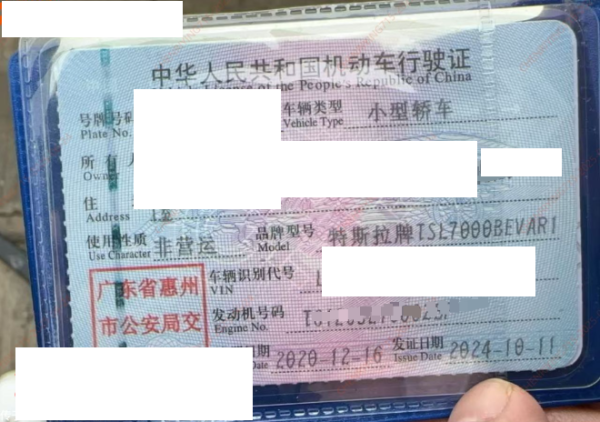 中华人民共和国机动车行驶证
License of the People's Republic of China
号牌号码 车辆类型 小型轿车
Plate No. Vehicle Type
所有
Owner
住
Address
使用性质 非营运 品牌型号 特斯拉牌TSL7000BEVAR1
Use Character Model
广东省惠州 车辆识别代号
VIN
市公安局交 发动机号码
Engine No.
日期 2020-12-16 发证日期 2024-10-11
Date Issue Date